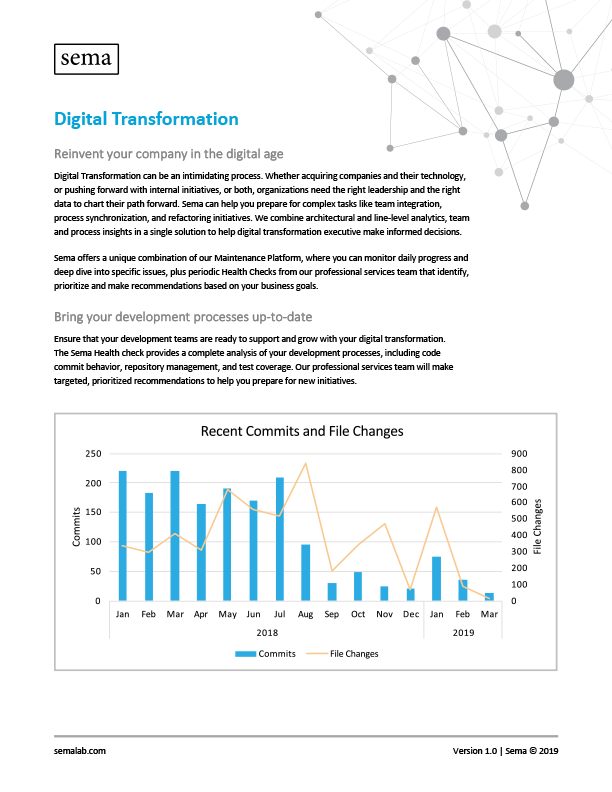 sema
Digital Transformation
Reinvent your company in the digital age
Digital Transformation can be an intimidating process. Whether acquiring companies and their technology,
or pushing forward with internal initiatives, or both, organizations need the right leadership and the right
data to chart their path forward. Sema can help you prepare for complex tasks like team integration,
process synchronization, and refactoring initiatives. We combine architectural and line-level analytics, team
and process insights in a single solution to help digital transformation executive make informed decisions.
Sema offers a unique combination of our Maintenance Platform, where you can monitor daily progress and
deep dive into specific issues, plus periodic Health Checks from our professional services team that identify,
prioritize and make recommendations based on your business goals.
Bring your development processes up-to-date
Ensure that your development teams are ready to support and grow with your digital transformation.
The Sema Health check provides a complete analysis of your development processes, including code
commit behavior, repository management, and test coverage. Our professional services team will make
targeted, prioritized recommendations to help you prepare for new initiatives.
Recent Commits and File Changes
250 900
800
200 700
600
150 500
100 400
300
50 200
100
0 0
Commits
File Changes
Jan Feb Mar Apr May Jun Jul Aug Sep Oct Nov Dec Jan Feb Mar
2018 2019
Commits File Changes
semalab.com Version 1.0 | Sema © 2019